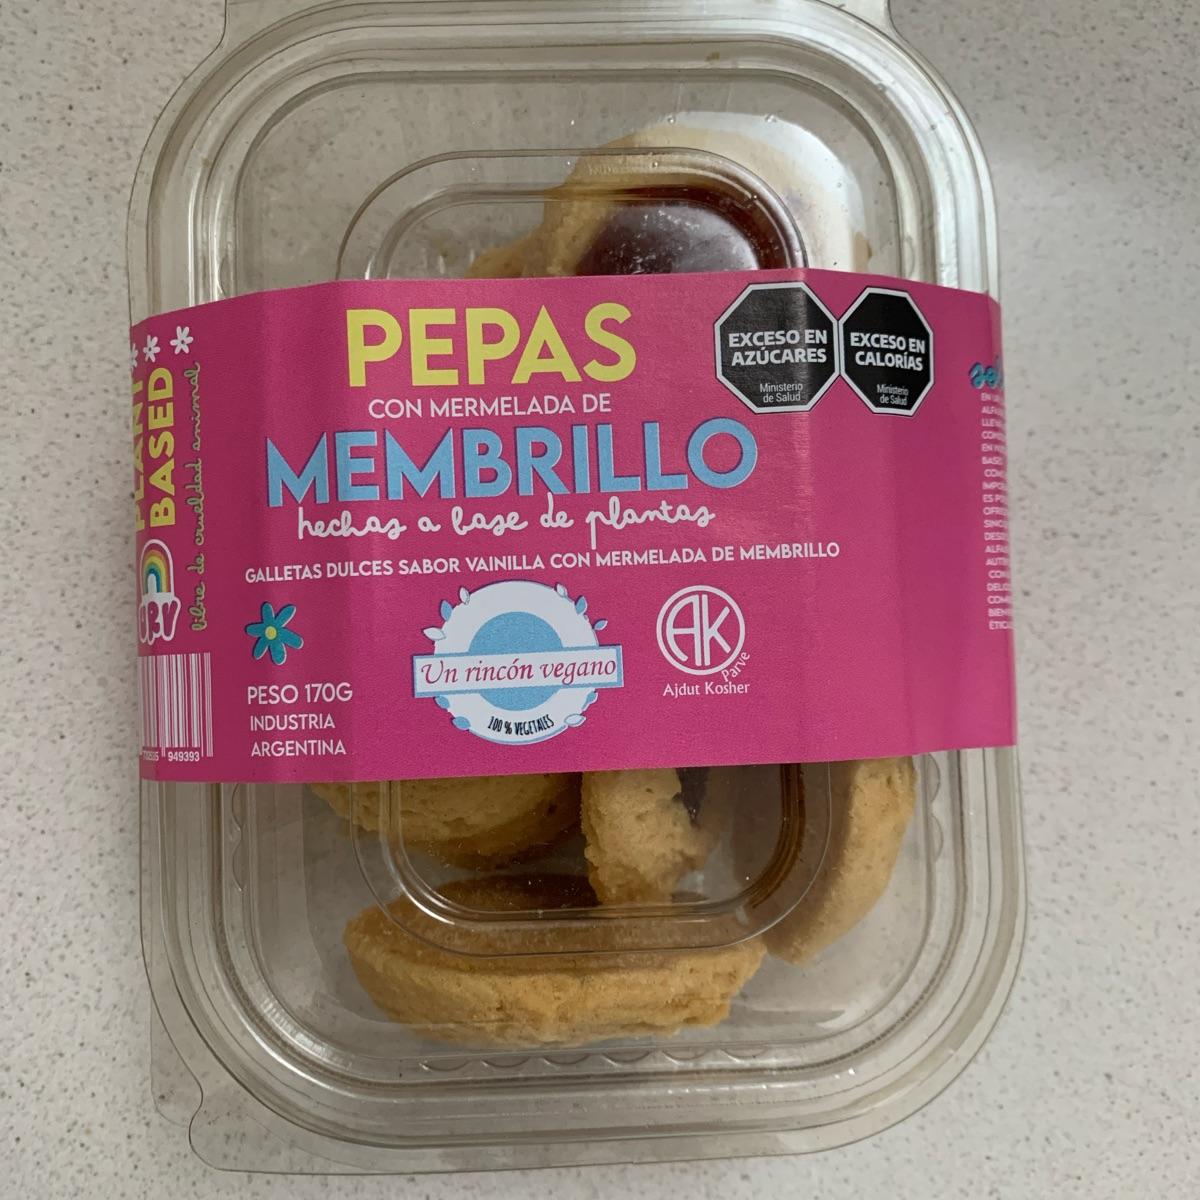 PEPAS
CON MERMELADA DE
MEMBRILLO
hechas a base de plantas
GALLETAS DULCES SABOR VAINILLA CON MERMELADA DE MEMBRILLO
EXCESO EN
AZÚCARES
Ministerio
de Salud
EXCESO EN
CALORÍAS
Ministerio
de Salud
Un rincón vegano
100 % VEGETALES
AK
Parve
Ajdut Kosher
PESO 170G
INDUSTRIA
ARGENTINA
PLANT
BASED
libre de crueldad animal
URY
949393